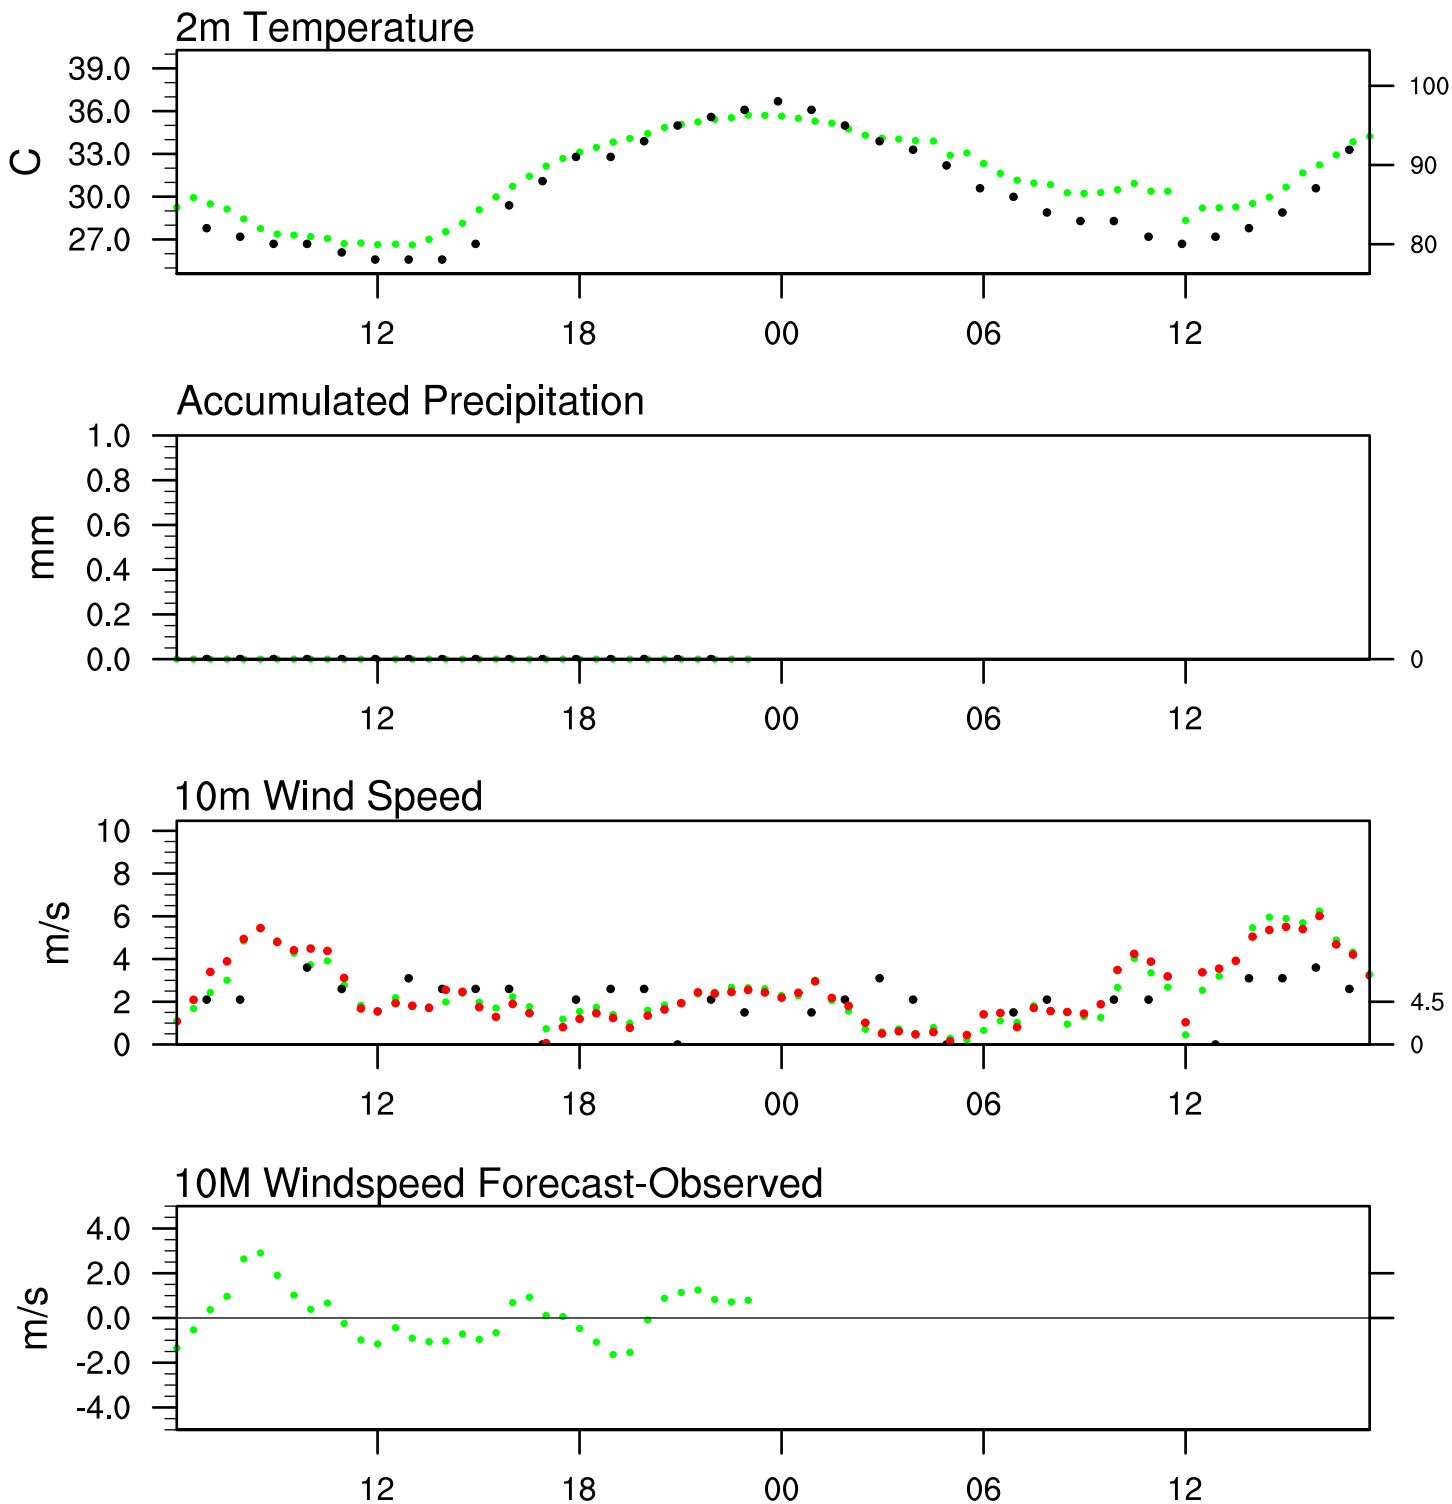 2m Temperature
39.0
36.0
33.0
30.0
27.0
C
100
90
80
12 18 00 06 12
Accumulated Precipitation
1.0
0.8
0.6
0.4
0.2
0.0
mm
0
12 18 00 06 12
10m Wind Speed
10
8
6
4
2
0
m/s
4.5
0
12 18 00 06 12
10M Windspeed Forecast-Observed
4.0
2.0
0.0
-2.0
-4.0
m/s
12 18 00 06 12